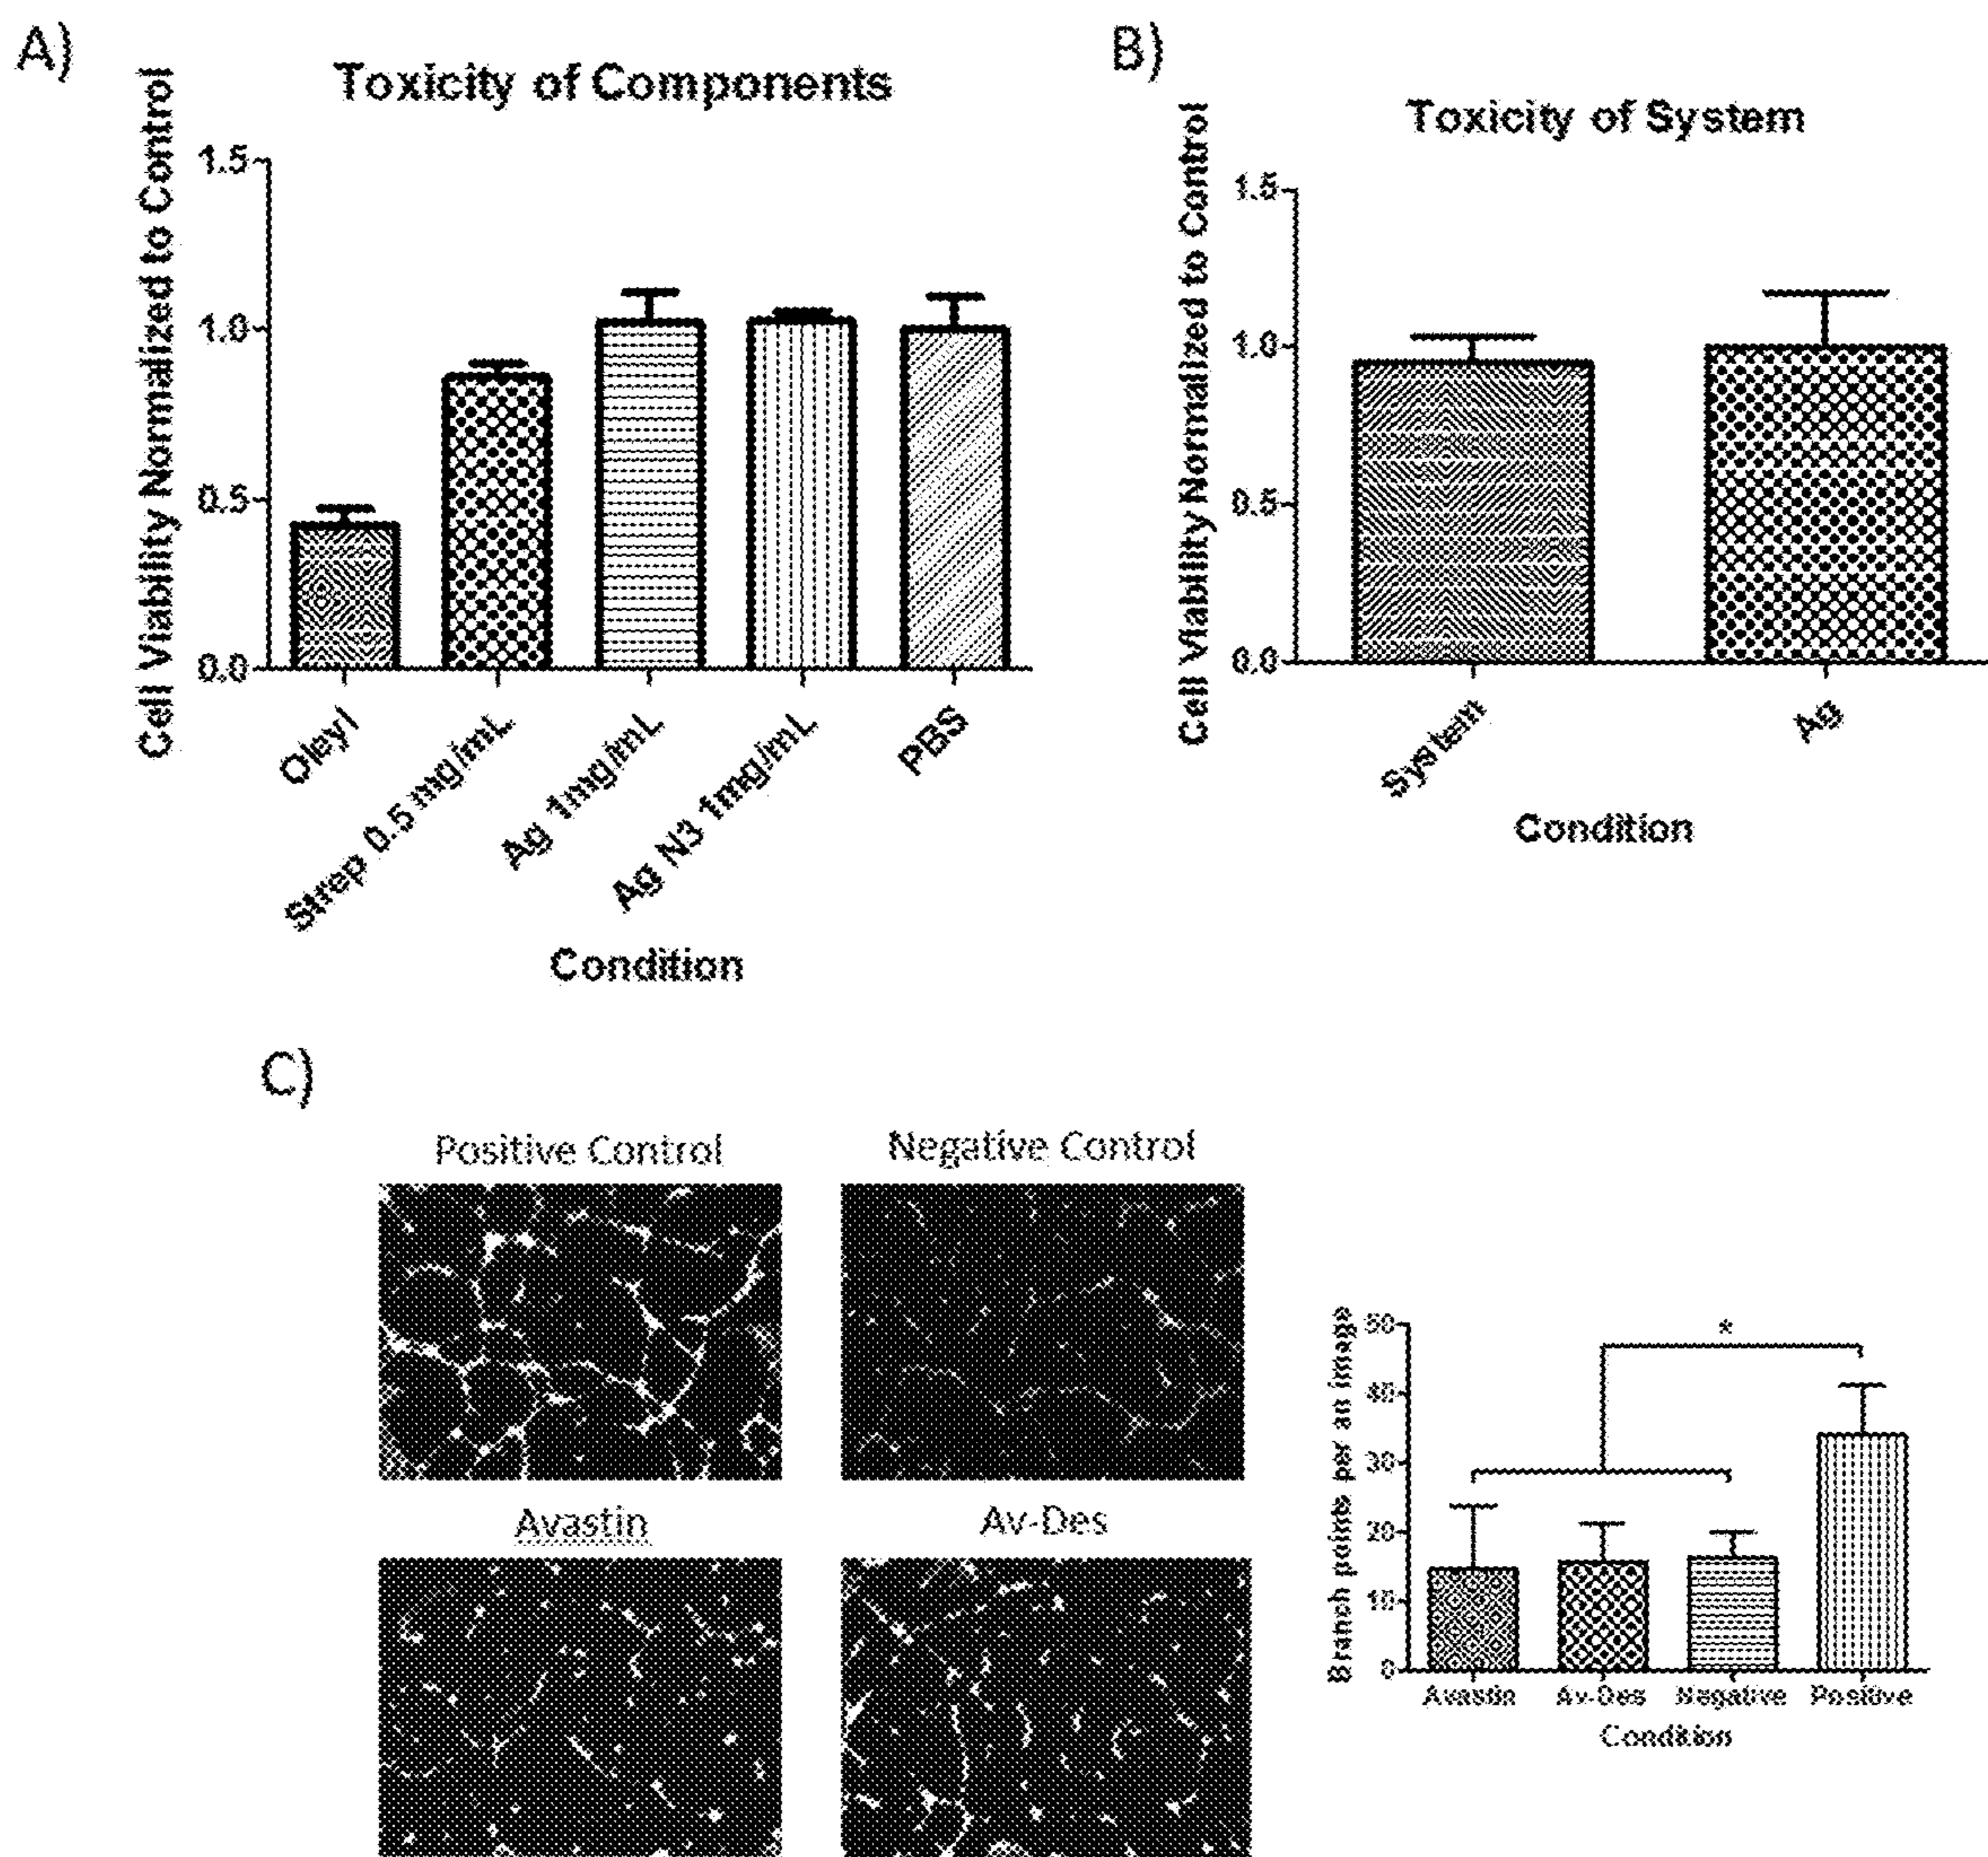 A)
Toxicity of Components
Cell Viability Normalized to Control
1.5
1.0
0.5
0.0
Oleyl
Strep 0.5 mg/mL
Ag 1mg/mL
Ag N3 1mg/mL
PBS
Condition
B)
Toxicity of System
Cell Viability Normalized to Control
1.5
1.0
0.5
0.0
System
Ag
Condition
C)
Positive Control
Negative Control
Avastin
Av-Des
Branch points per an image
50
40
30
20
10
0
*
Avastin
Av-Des
Negative
Positive
Condition